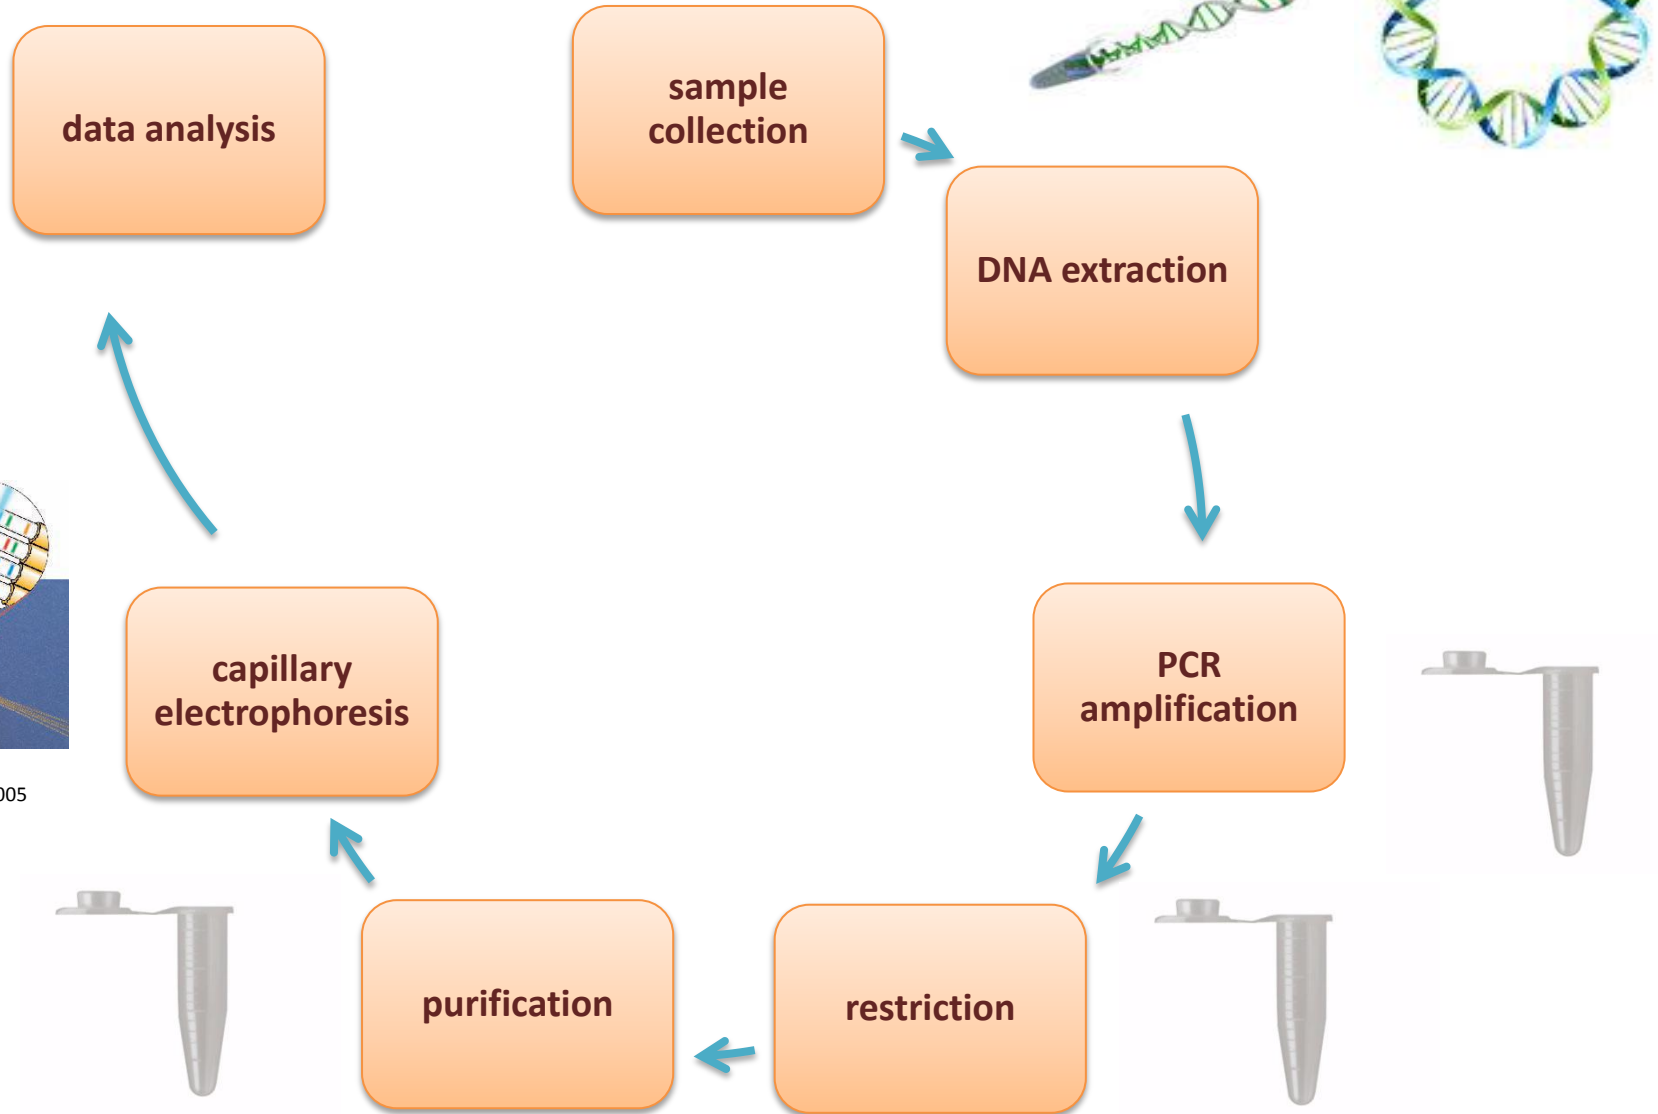 sample
collection
DNA extraction
PCR
amplification
restriction
purification
capillary
electrophoresis
data analysis
005